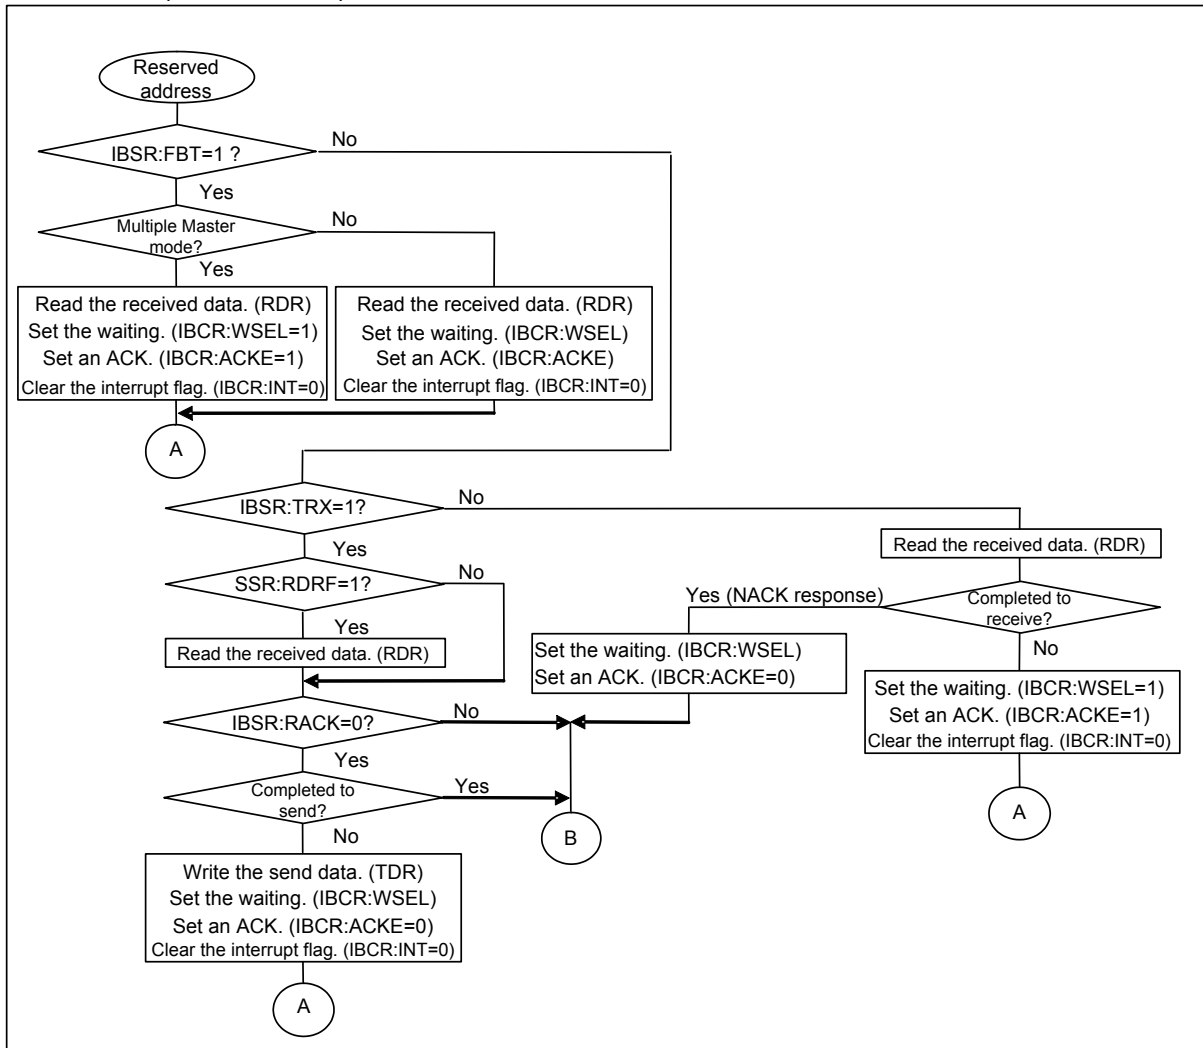 Reserved
address
IBSR:FBT=1 ?
No
Yes
Multiple Master
mode?
No
Yes
Read the received data. (RDR)
Set the waiting. (IBCR:WSEL=1)
Set an ACK. (IBCR:ACKE=1)
Clear the interrupt flag. (IBCR:INT=0)
Read the received data. (RDR)
Set the waiting. (IBCR:WSEL)
Set an ACK. (IBCR:ACKE)
Clear the interrupt flag. (IBCR:INT=0)
A
IBSR:TRX=1?
No
Yes
Read the received data. (RDR)
SSR:RDRF=1?
No
Yes
Read the received data. (RDR)
Yes (NACK response)
Completed to
receive?
No
Set the waiting. (IBCR:WSEL)
Set an ACK. (IBCR:ACKE=0)
Set the waiting. (IBCR:WSEL=1)
Set an ACK. (IBCR:ACKE=1)
Clear the interrupt flag. (IBCR:INT=0)
A
IBSR:RACK=0?
No
Yes
Completed to
send?
Yes
No
B
Write the send data. (TDR)
Set the waiting. (IBCR:WSEL)
Set an ACK. (IBCR:ACKE=0)
Clear the interrupt flag. (IBCR:INT=0)
A